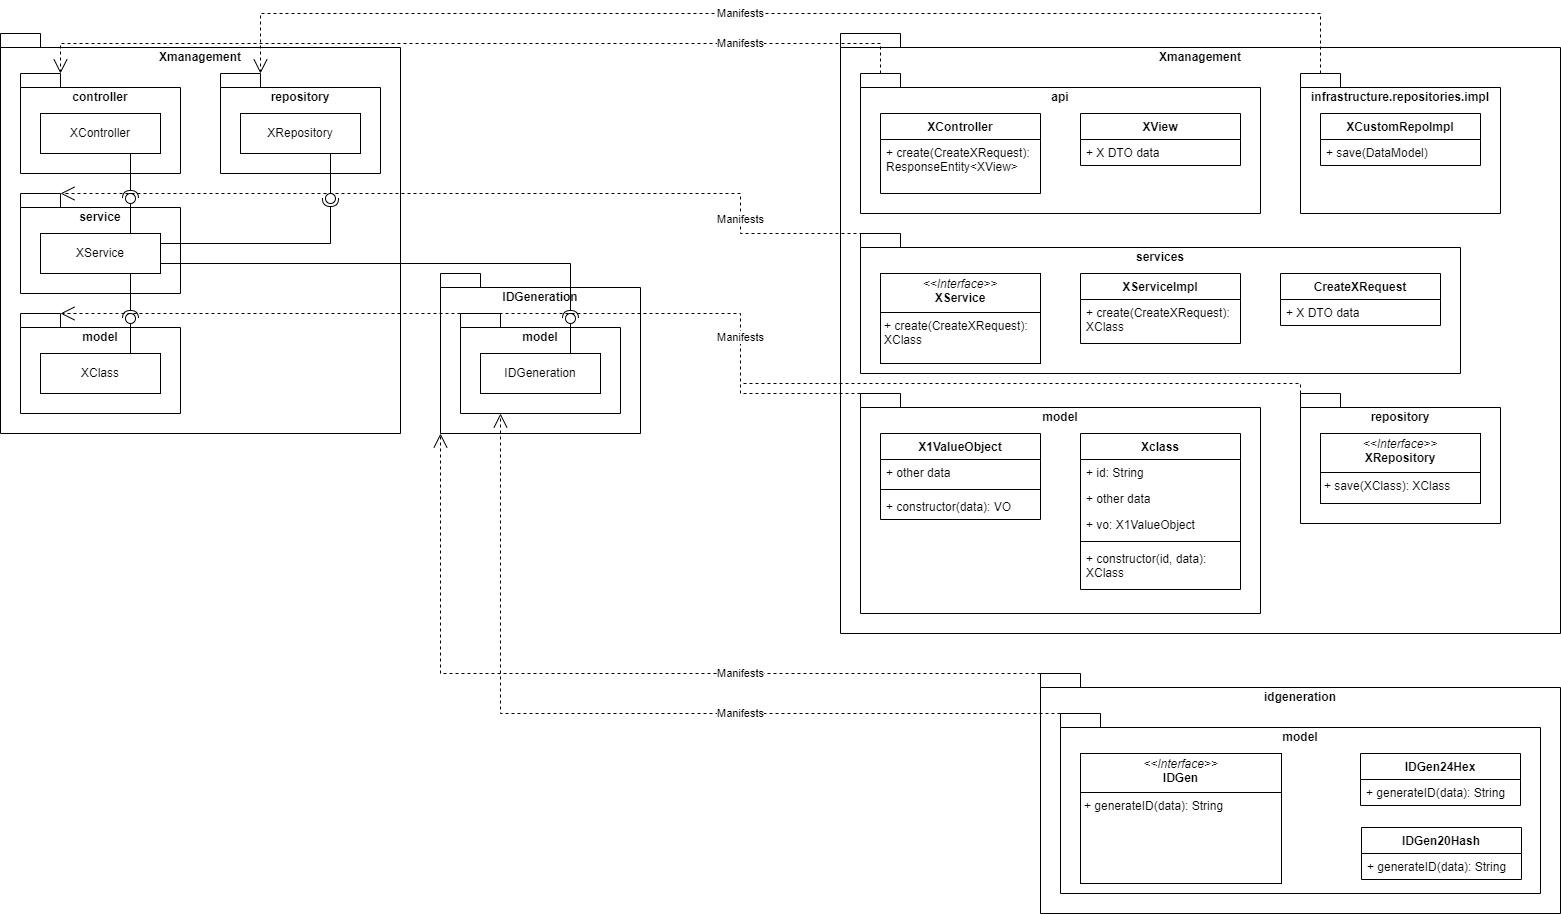 Manifests
Manifests
Xmanagement
controller
XController
repository
XRepository
service
XService
model
XClass
Manifests
IDGeneration
model
IDGeneration
Manifests
Xmanagement
api
XController
+ create(CreateXRequest):
ResponseEntity<XView>
XView
+ X DTO data
infrastructure.repositories.impl
XCustomRepoImpl
+ save(DataModel)
services
<<Interface>>
XService
+ create(CreateXRequest):
XClass
XServiceImpl
+ create(CreateXRequest):
XClass
CreateXRequest
+ X DTO data
model
X1ValueObject
+ other data
+ constructor(data): VO
Xclass
+ id: String
+ other data
+ vo: X1ValueObject
+ constructor(id, data):
XClass
repository
<<Interface>>
XRepository
+ save(XClass): XClass
Manifests
Manifests
idgeneration
model
<<Interface>>
IDGen
+ generateID(data): String
IDGen24Hex
+ generateID(data): String
IDGen20Hash
+ generateID(data): String